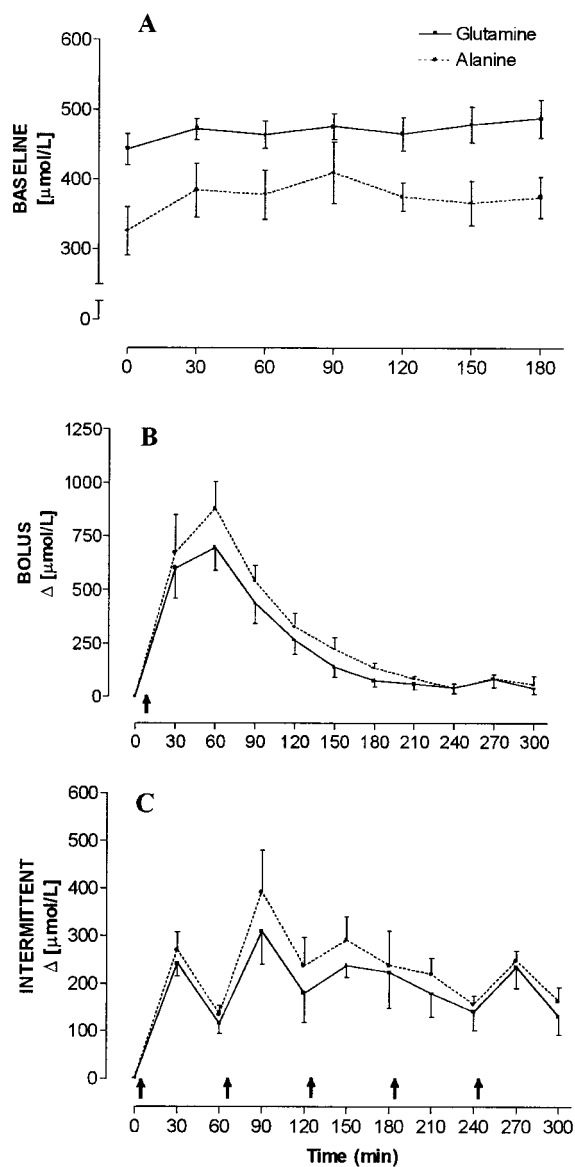 A
Glutamine
Alanine
BASELINE
[µmol/L]
600
500
400
300
0
0 30 60 90 120 150 180
B
BOLUS
Δ [µmol/L]
1250
1000
750
500
250
0
0 30 60 90 120 150 180 210 240 270 300
C
INTERMITTENT
Δ [µmol/L]
600
500
400
300
200
100
0
0 30 60 90 120 150 180 210 240 270 300
Time (min)